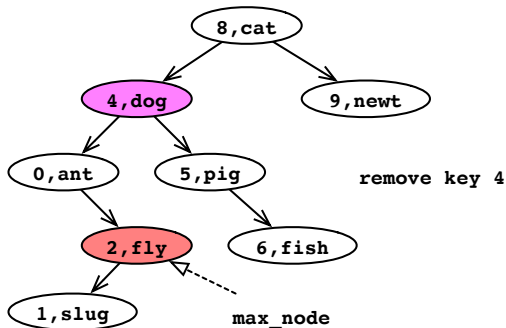 8,cat
4,dog
9,newt
0,ant
5,pig
remove key 4
2,fly
6,fish
1,slug
max_node